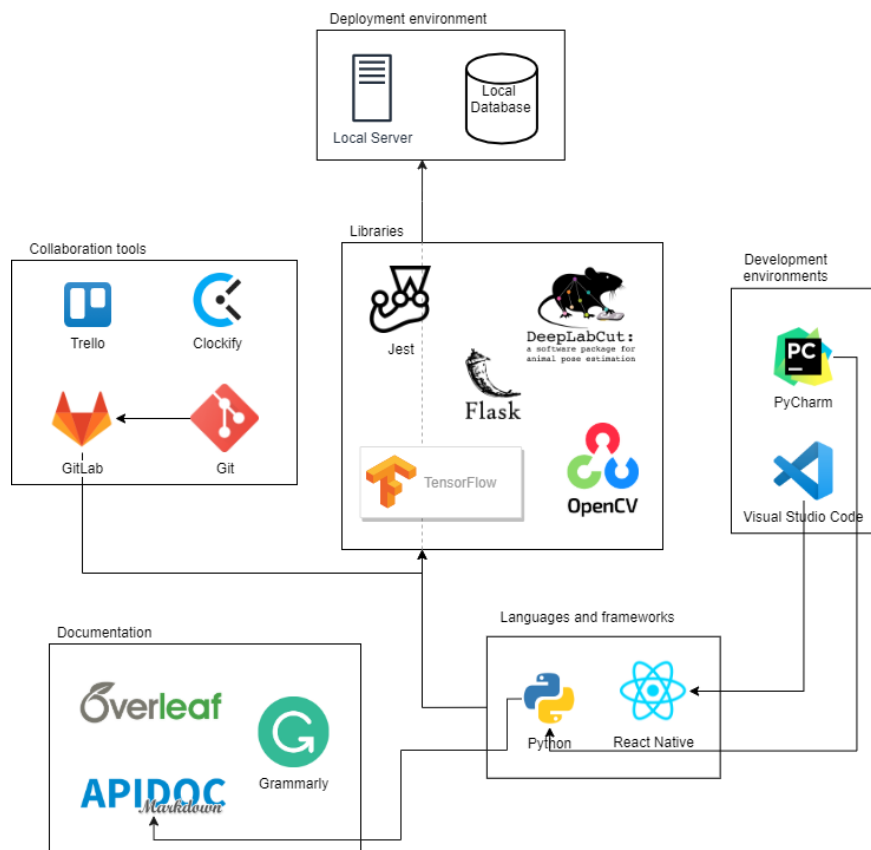 Deployment environment
Local Server
Local
Database
Collaboration tools
Trello
Clockify
GitLab
Git
Libraries
Jest
DeepLabCut:
a software package for
animal pose estimation
Flask
TensorFlow
OpenCV
Development
environments
PC
PyCharm
Visual Studio Code
Documentation
Overleaf
Grammarly
APIDOC
Markdown
Languages and frameworks
Python
React Native